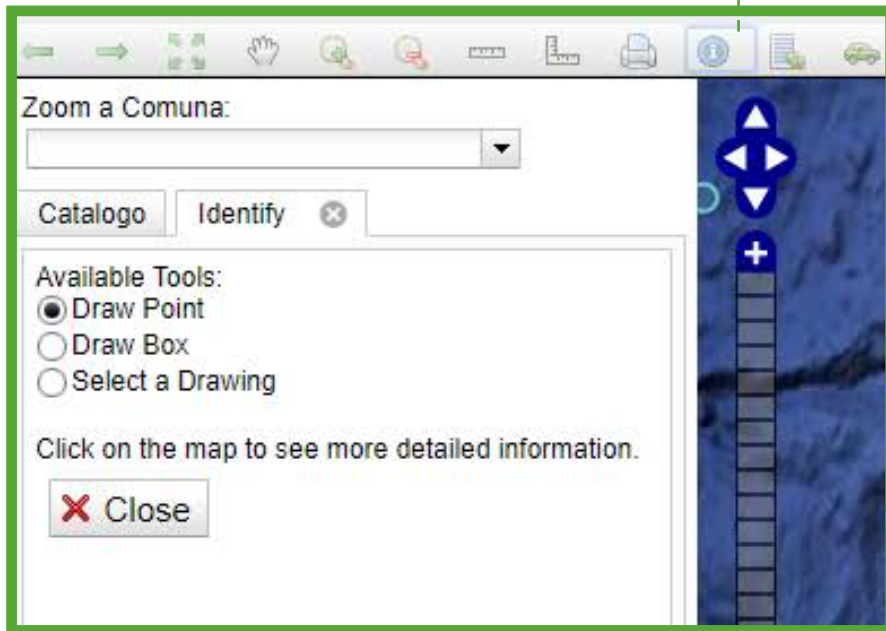 Zoom a Comuna:
Catalogo Identify
Available Tools:
Draw Point
Draw Box
Select a Drawing
Click on the map to see more detailed information.
Close